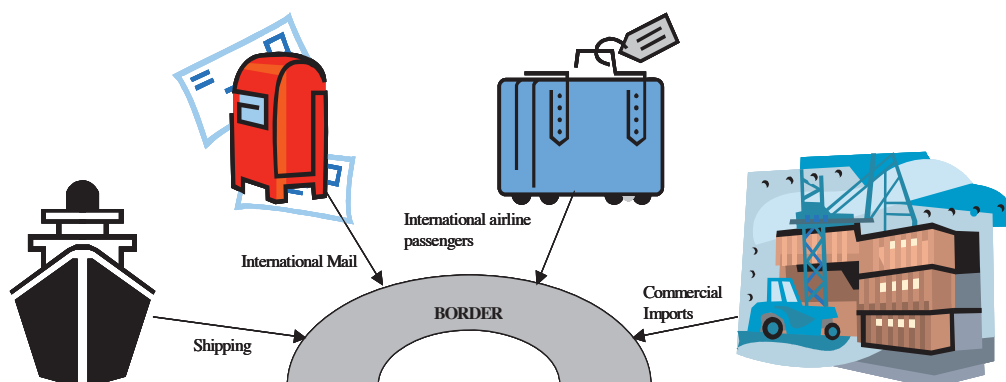 International airline
passengers
International Mail
Commercial
Imports
BORDER
Shipping